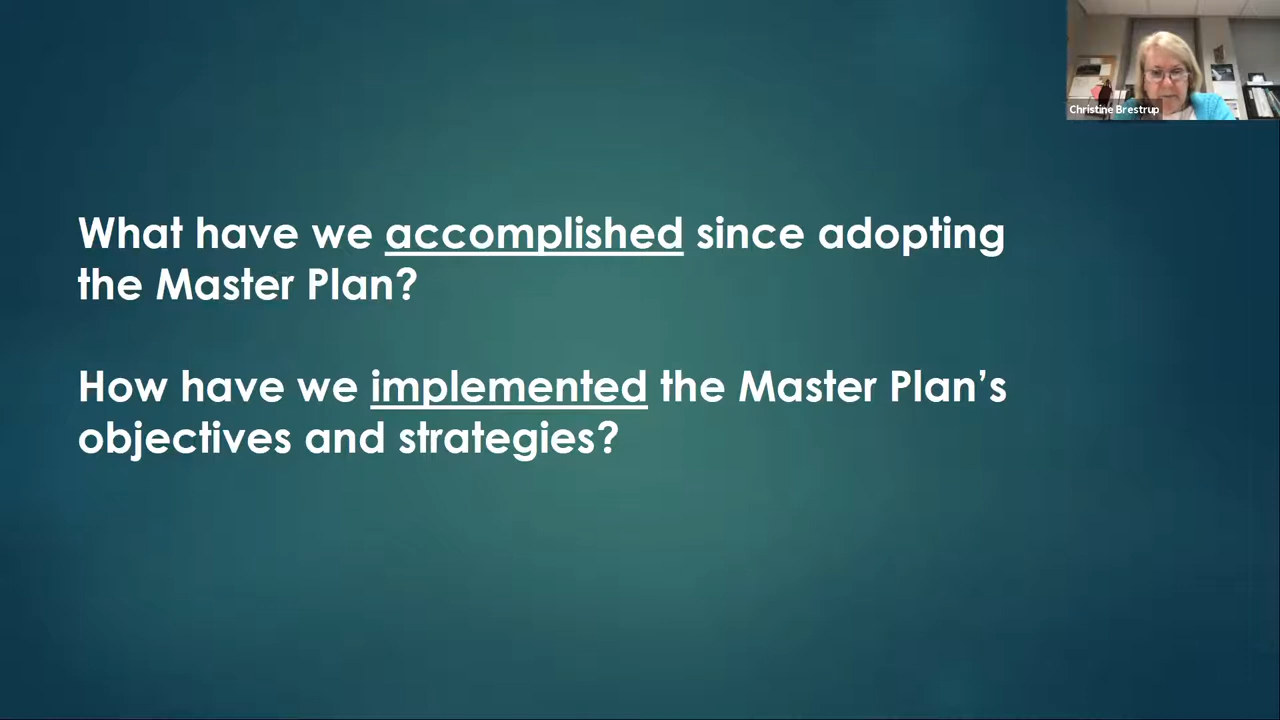 Christine Brestrup
What have we accomplished since adopting
the Master Plan?
How have we implemented the Master Plan’s
objectives and strategies?